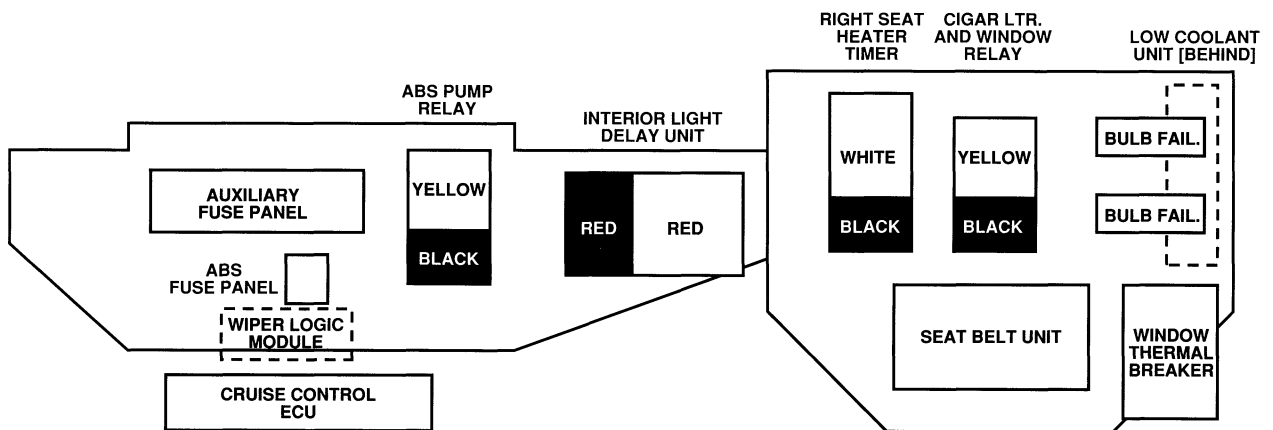 RIGHT SEAT
HEATER
TIMER
CIGAR LTR.
AND WINDOW
RELAY
LOW COOLANT
UNIT [BEHIND]
ABS PUMP
RELAY
INTERIOR LIGHT
DELAY UNIT
AUXILIARY
FUSE PANEL
YELLOW
BLACK
RED
RED
WHITE
BLACK
YELLOW
BLACK
BULB FAIL.
BULB FAIL.
ABS
FUSE PANEL
WIPER LOGIC
MODULE
CRUISE CONTROL
ECU
SEAT BELT UNIT
WINDOW
THERMAL
BREAKER